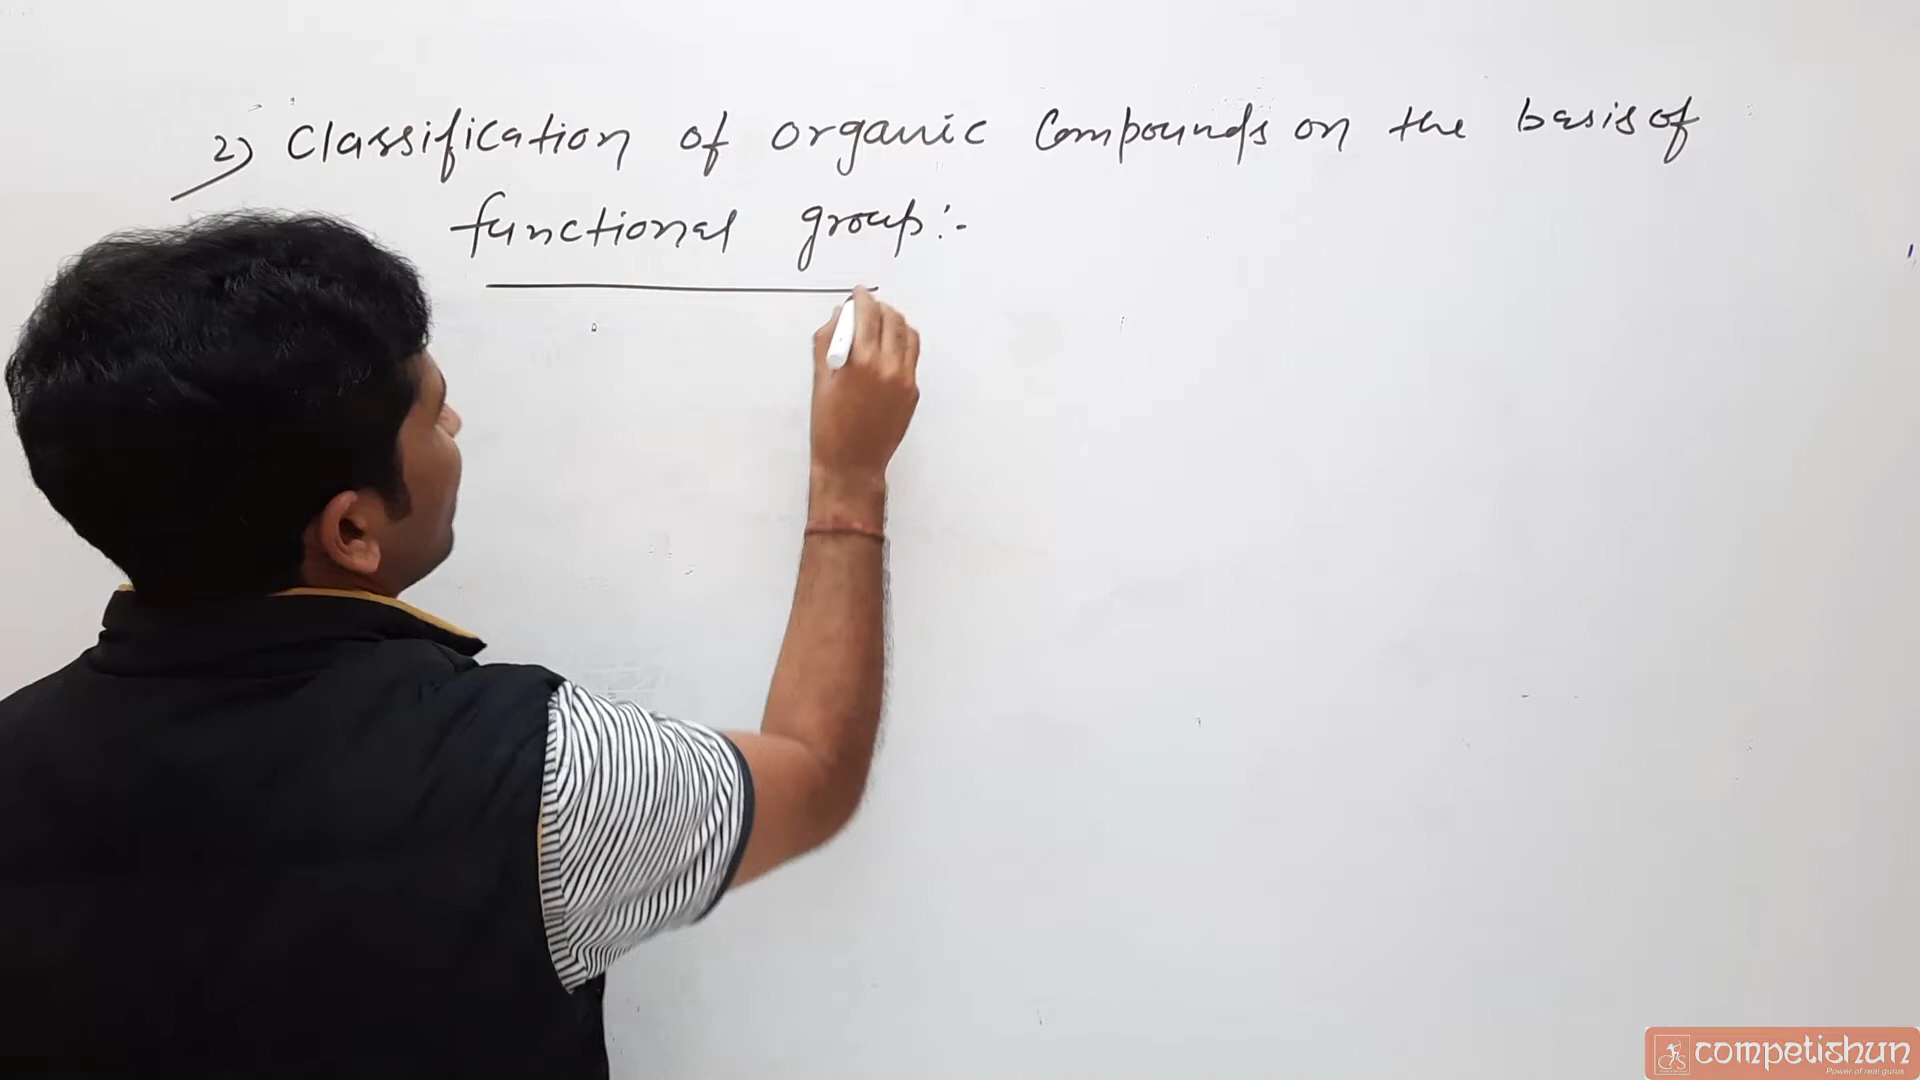 2) Classification of organic Compounds on the basis of
functional group:-
competishun
Power of real gurus